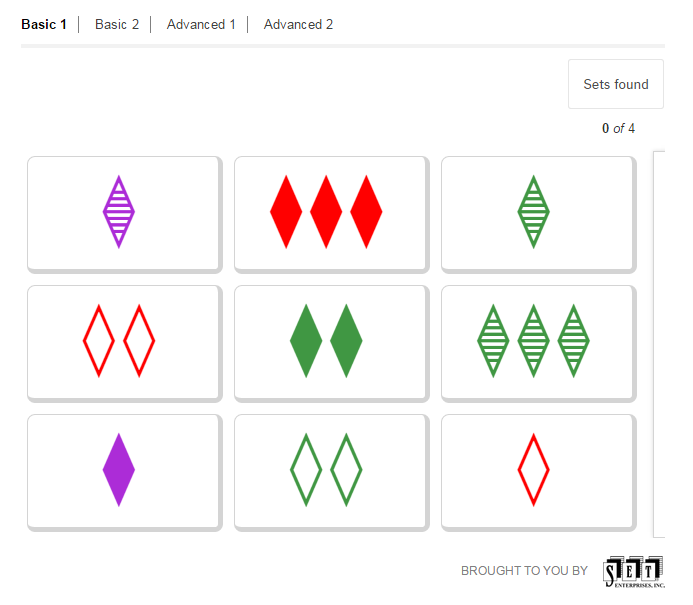 Basic 1 | Basic 2 | Advanced 1 | Advanced 2
Sets found
0 of 4
BROUGHT TO YOU BY
SET
ENTERPRISES, INC.